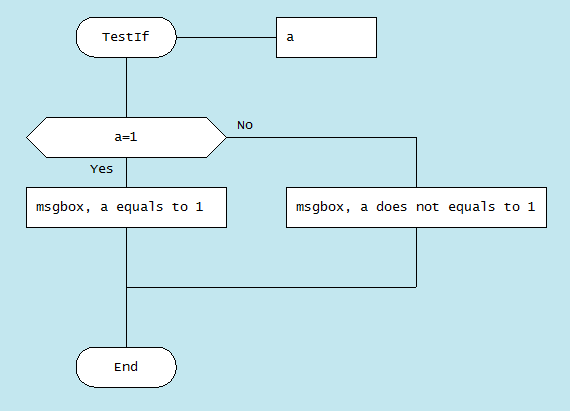 TestIf
a
a=1
No
Yes
msgbox, a equals to 1
msgbox, a does not equals to 1
End